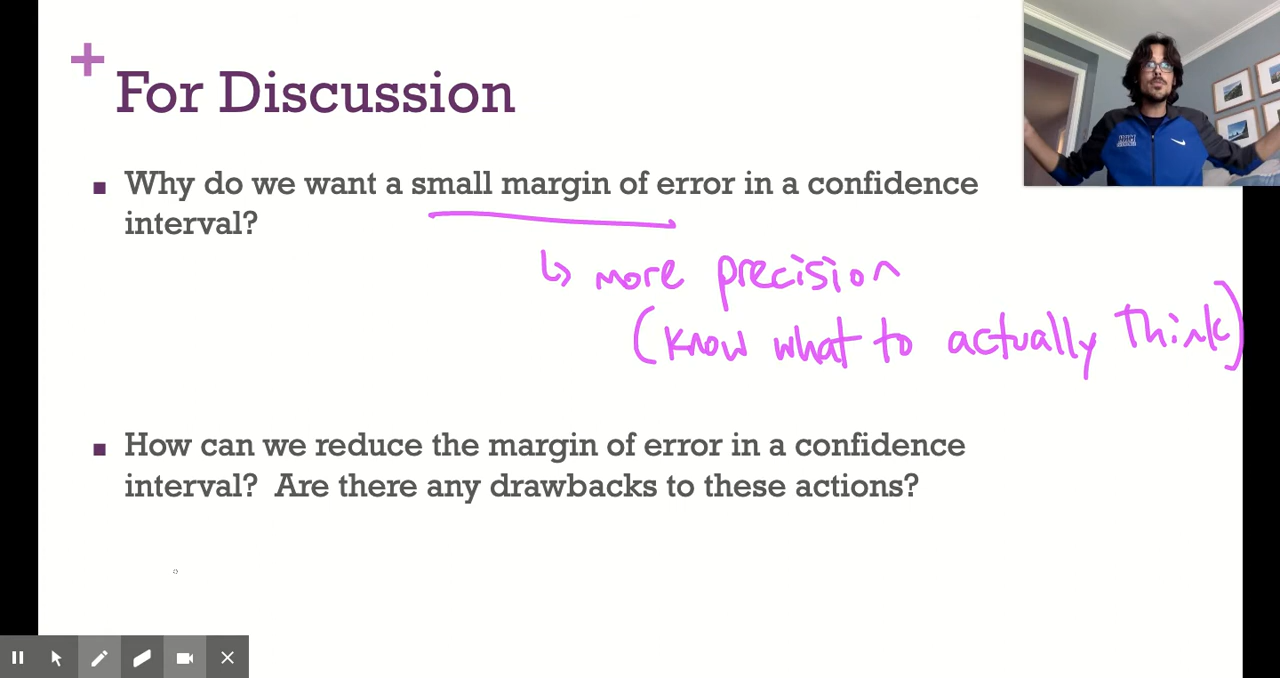 +
For Discussion
▪ Why do we want a small margin of error in a confidence
interval?
↳ more precision
(know what to actually think)
▪ How can we reduce the margin of error in a confidence
interval? Are there any drawbacks to these actions?